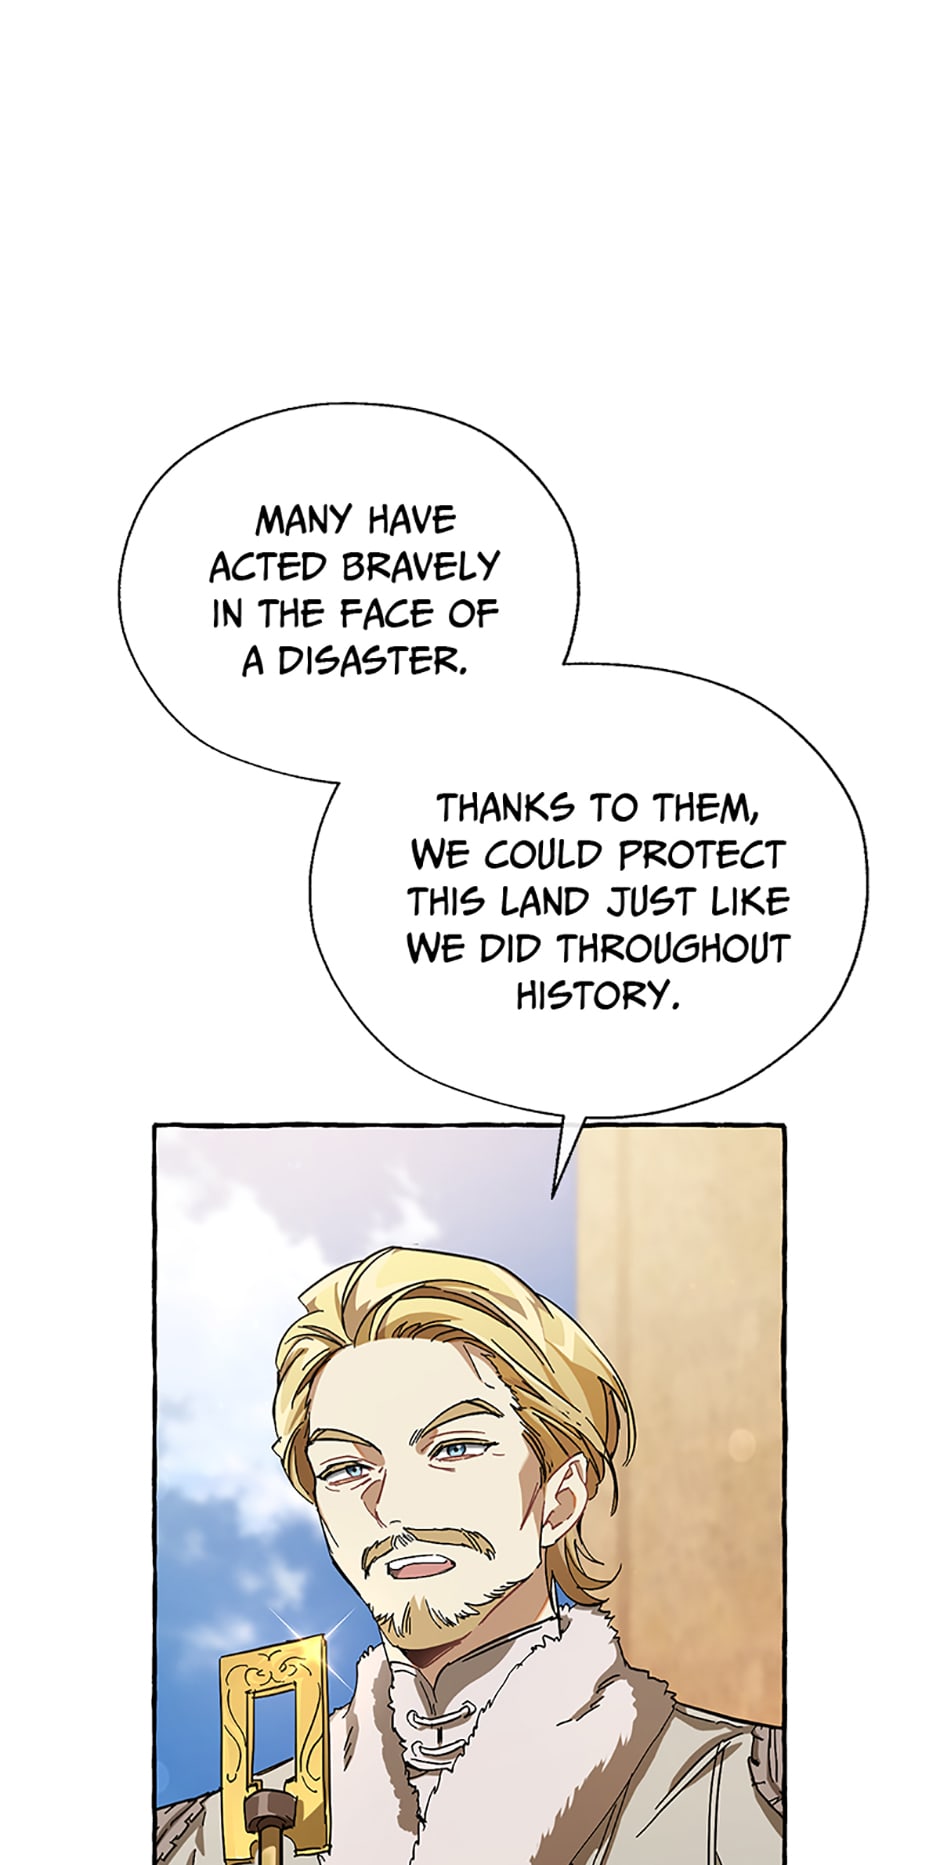 MANY HAVE
ACTED BRAVELY
IN THE FACE OF
A DISASTER.
THANKS TO THEM,
WE COULD PROTECT
THIS LAND JUST LIKE
WE DID THROUGHOUT
HISTORY.